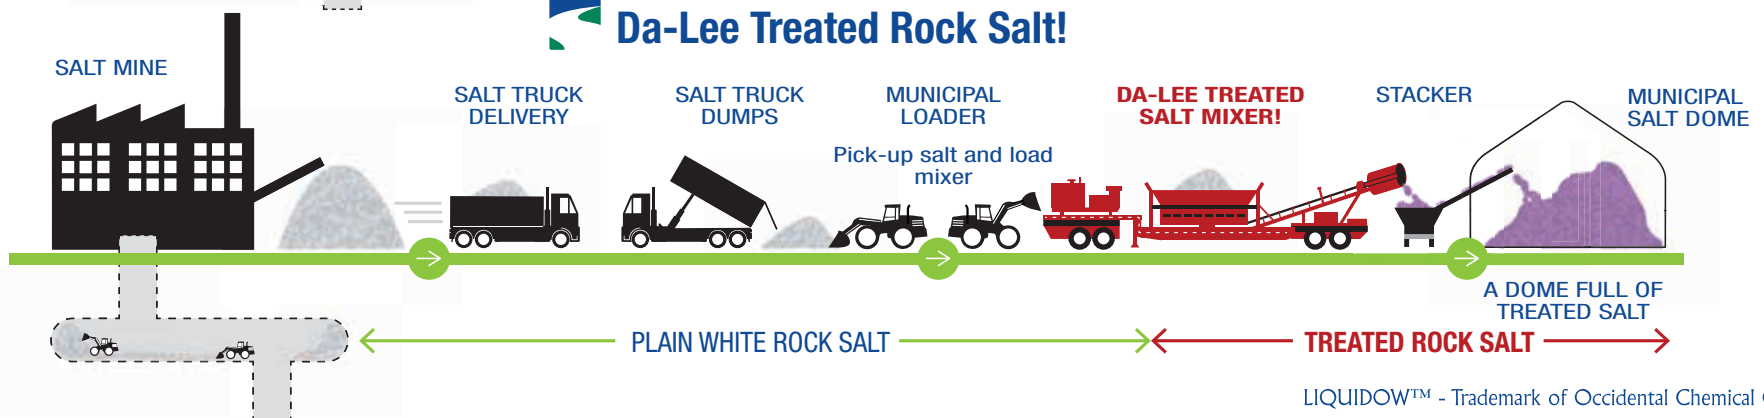 Da-Lee Treated Rock Salt!
SALT MINE
SALT TRUCK
DELIVERY
SALT TRUCK
DUMPS
MUNICIPAL
LOADER
Pick-up salt and load
mixer
DA-LEE TREATED
SALT MIXER!
STACKER
MUNICIPAL
SALT DOME
A DOME FULL OF
TREATED SALT
PLAIN WHITE ROCK SALT
TREATED ROCK SALT
LIQUIDOW™ - Trademark of Occidental Chemical